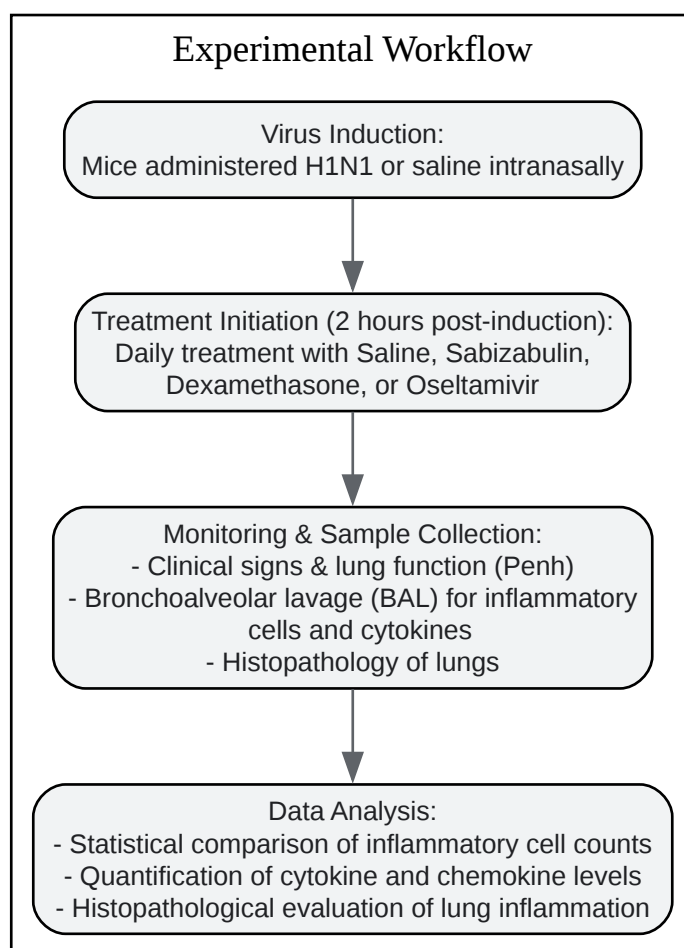 Experimental Workflow
Virus Induction:
Mice administered H1N1 or saline intranasally
Treatment Initiation (2 hours post-induction):
Daily treatment with Saline, Sabizabulin,
Dexamethasone, or Oseltamivir
Monitoring & Sample Collection:
- Clinical signs & lung function (Penh)
- Bronchoalveolar lavage (BAL) for inflammatory
cells and cytokines
- Histopathology of lungs
Data Analysis:
- Statistical comparison of inflammatory cell counts
- Quantification of cytokine and chemokine levels
- Histopathological evaluation of lung inflammation